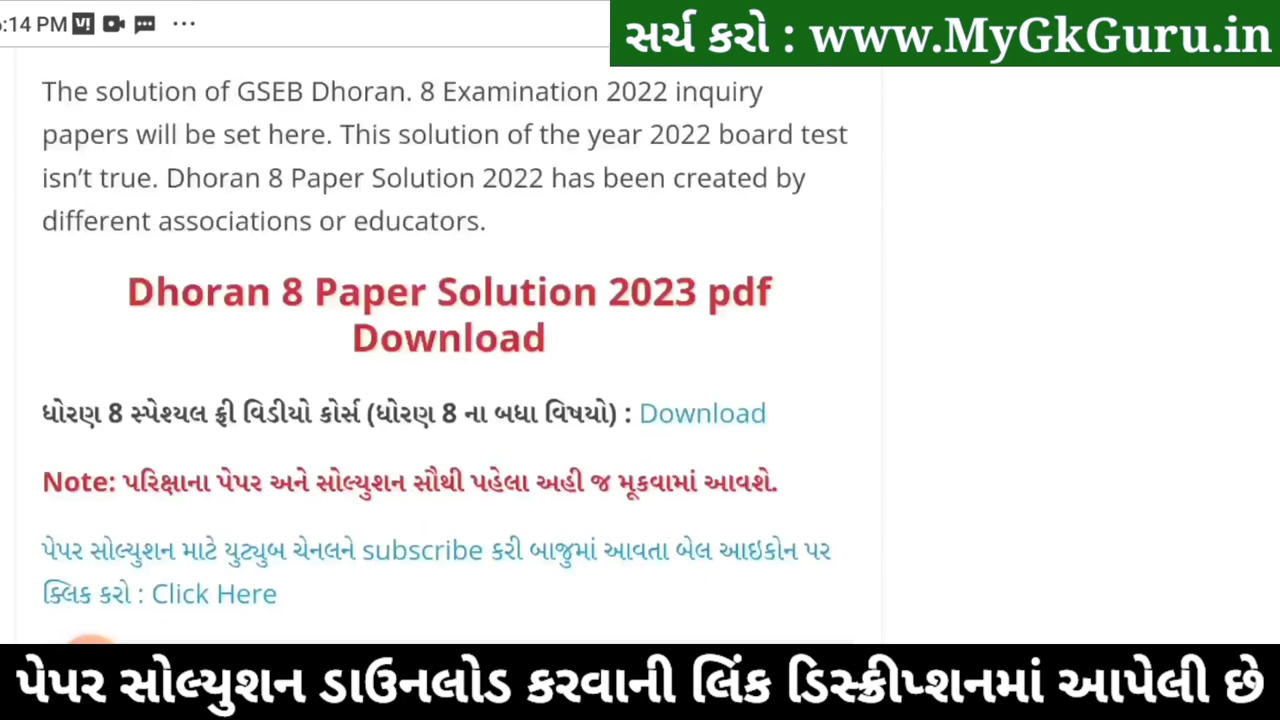 6:14 PM
સર્ચ કરો : www.MyGkGuru.in
The solution of GSEB Dhoran. 8 Examination 2022 inquiry
papers will be set here. This solution of the year 2022 board test
isn’t true. Dhoran 8 Paper Solution 2022 has been created by
different associations or educators.
Dhoran 8 Paper Solution 2023 pdf
Download
ધોરણ 8 સ્પેશ્યલ ફ્રી વિડીયો કોર્સ (ધોરણ 8 ના બધા વિષયો) : Download
Note: પરિક્ષાના પેપર અને સોલ્યુશન સૌથી પહેલા અહી જ મૂકવામાં આવશે.
પેપર સોલ્યુશન માટે યુટ્યુબ ચેનલને subscribe કરી બાજુમાં આવતા બેલ આઇકોન પર
ક્લિક કરો : Click Here
પેપર સોલ્યુશન ડાઉનલોડ કરવાની લિંક ડિસ્ક્રીપ્શનમાં આપેલી છે